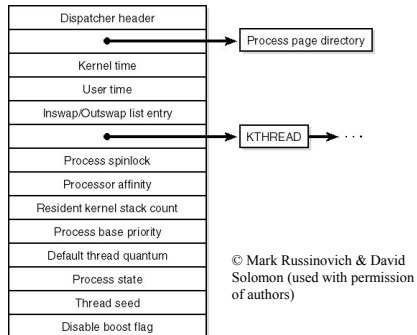 Dispatcher header
Process page directory
Kernel time
User time
Inswap/Outswap list entry
KTHREAD
Process spinlock
Processor affinity
Resident kernel stack count
Process base priority
Default thread quantum
Process state
Thread seed
Disable boost flag
© Mark Russinovich & David
Solomon (used with permission
of authors)